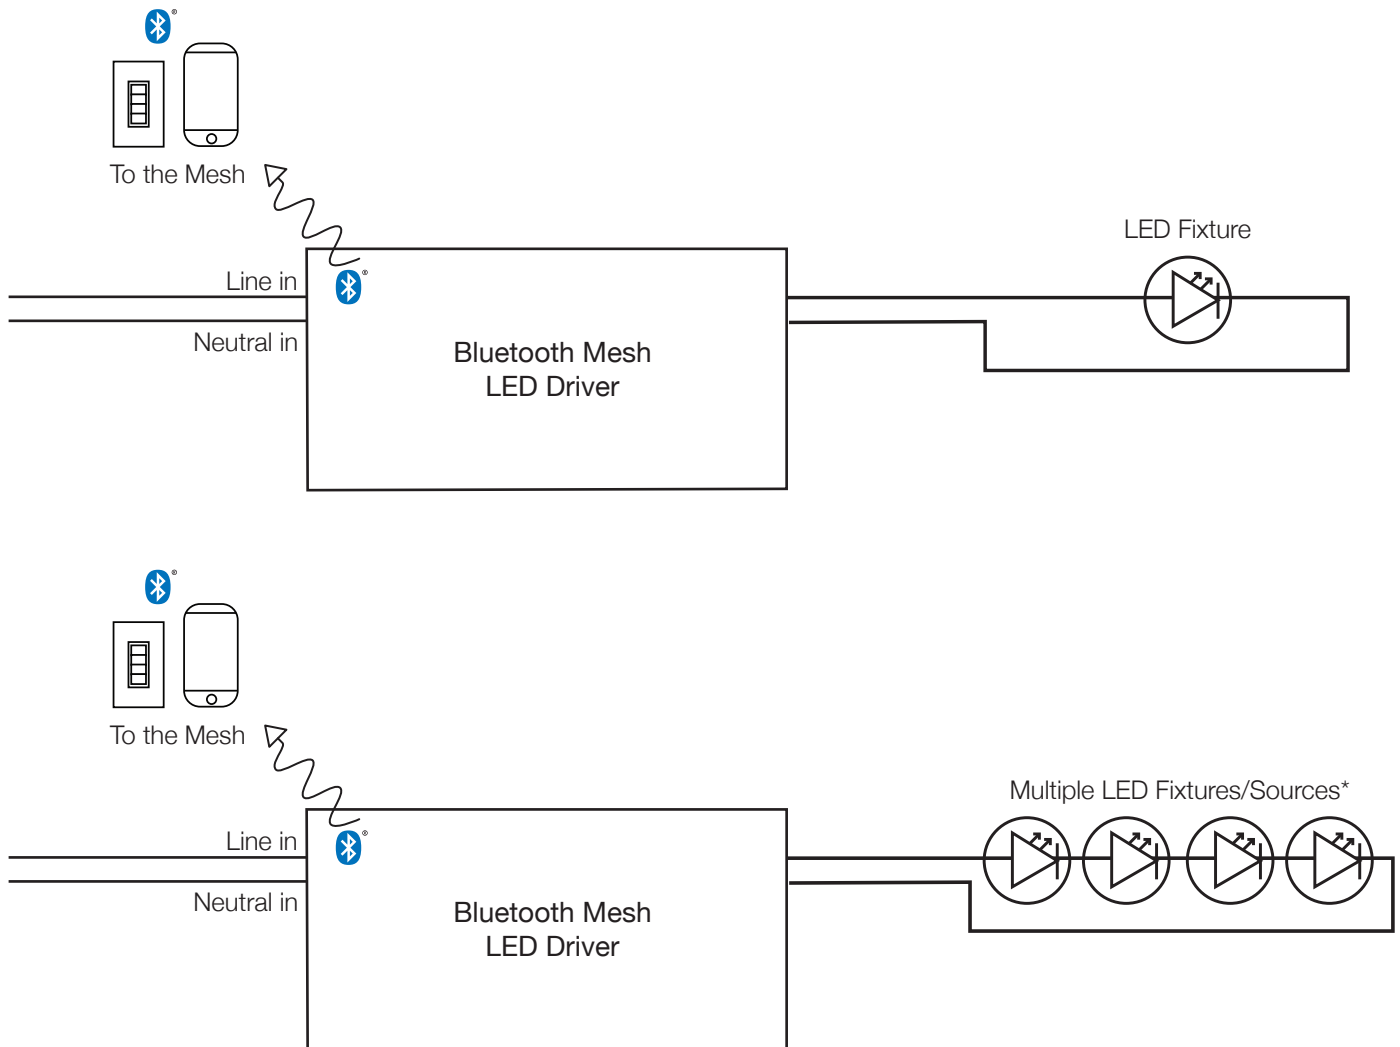 To the Mesh
LED Fixture
Line in
Neutral in
Bluetooth Mesh
LED Driver
To the Mesh
Multiple LED Fixtures/Sources*
Line in
Neutral in
Bluetooth Mesh
LED Driver